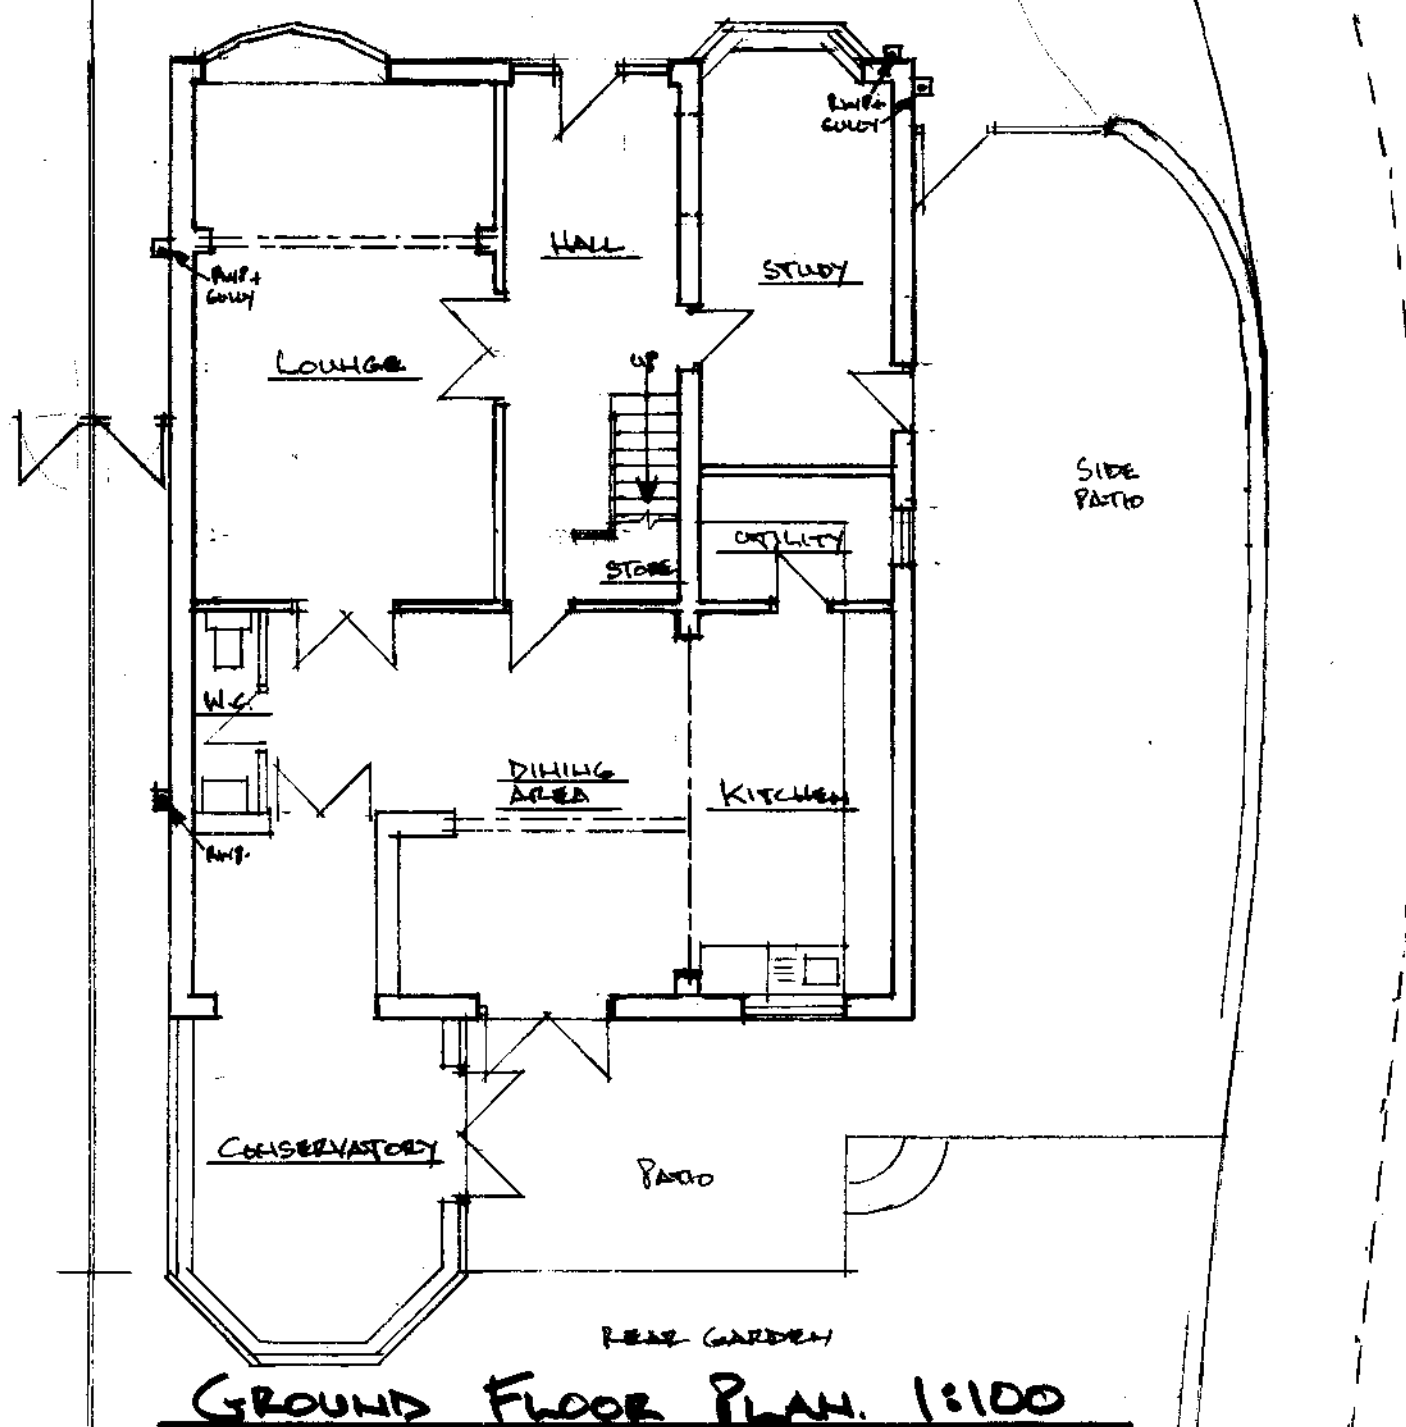 RWP+
GULLY
HALL
STUDY
RWP+
GULLY
LOUNGE
UP
SIDE
PATIO
UTILITY
STORE
W.C.
DINING
AREA
KITCHEN
RWP.
CONSERVATORY
PATIO
REAR GARDEN
GROUND FLOOR PLAN. 1:100